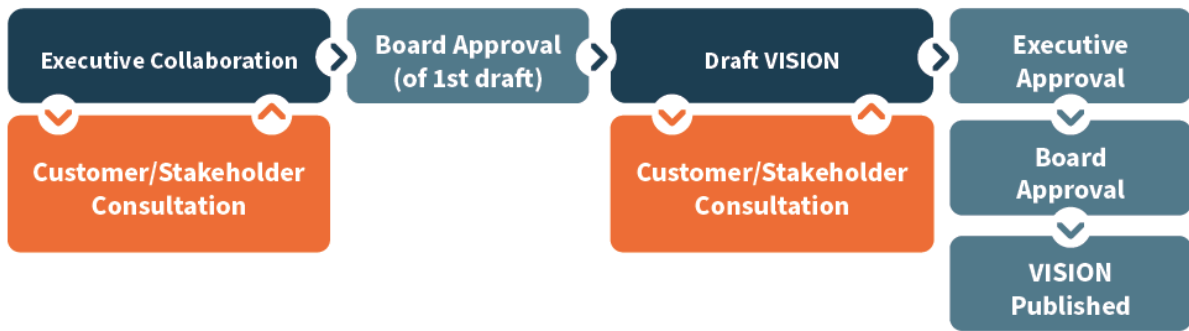 Executive Collaboration
Board Approval
(of 1st draft)
Draft VISION
Executive
Approval
Customer/Stakeholder
Consultation
Customer/Stakeholder
Consultation
Board
Approval
VISION
Published